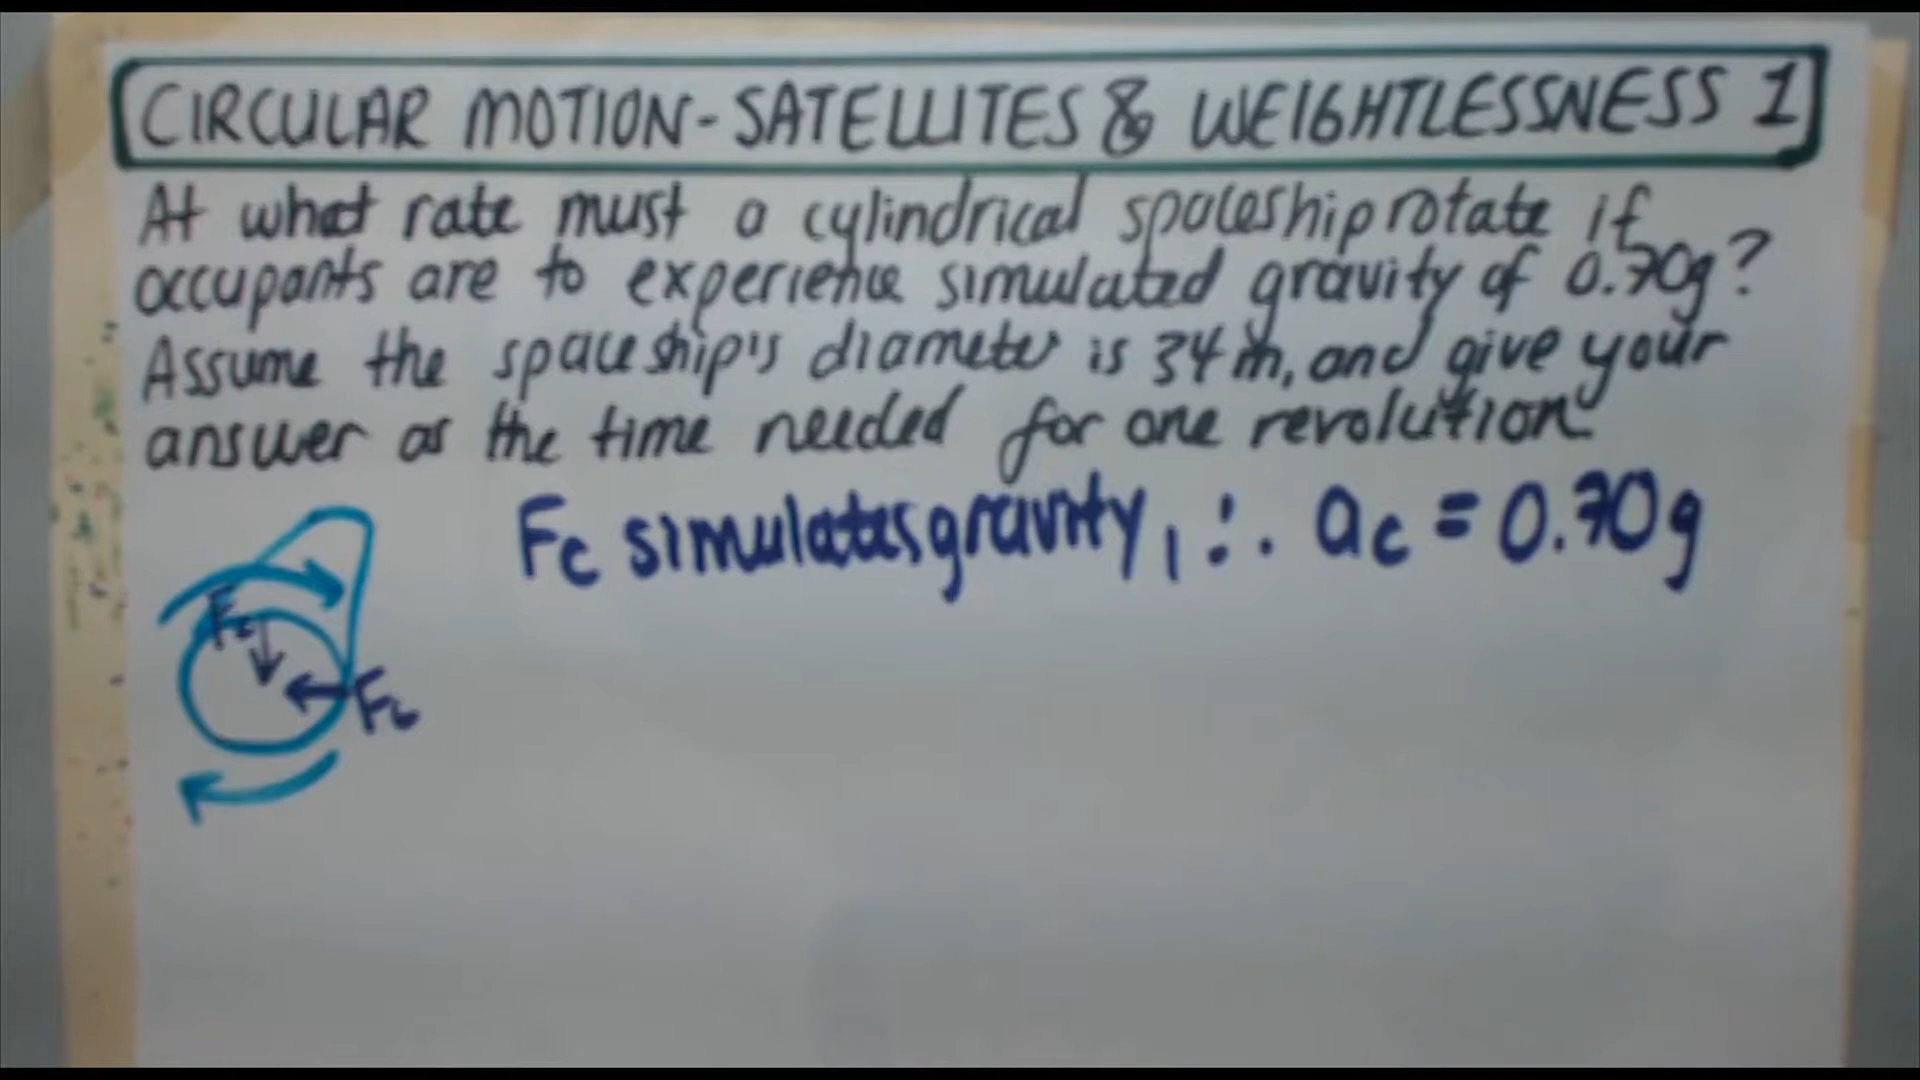 CIRCULAR MOTION-SATELLITES & WEIGHTLESSNESS 1
At what rate must a cylindrical spaceship rotate if
occupants are to experience simulated gravity of 0.70g?
Assume the spaceship's diameter is 34 m, and give your
answer as the time needed for one revolution
Fc simulates gravity, ∴ ac = 0.70g
Fc
Fc